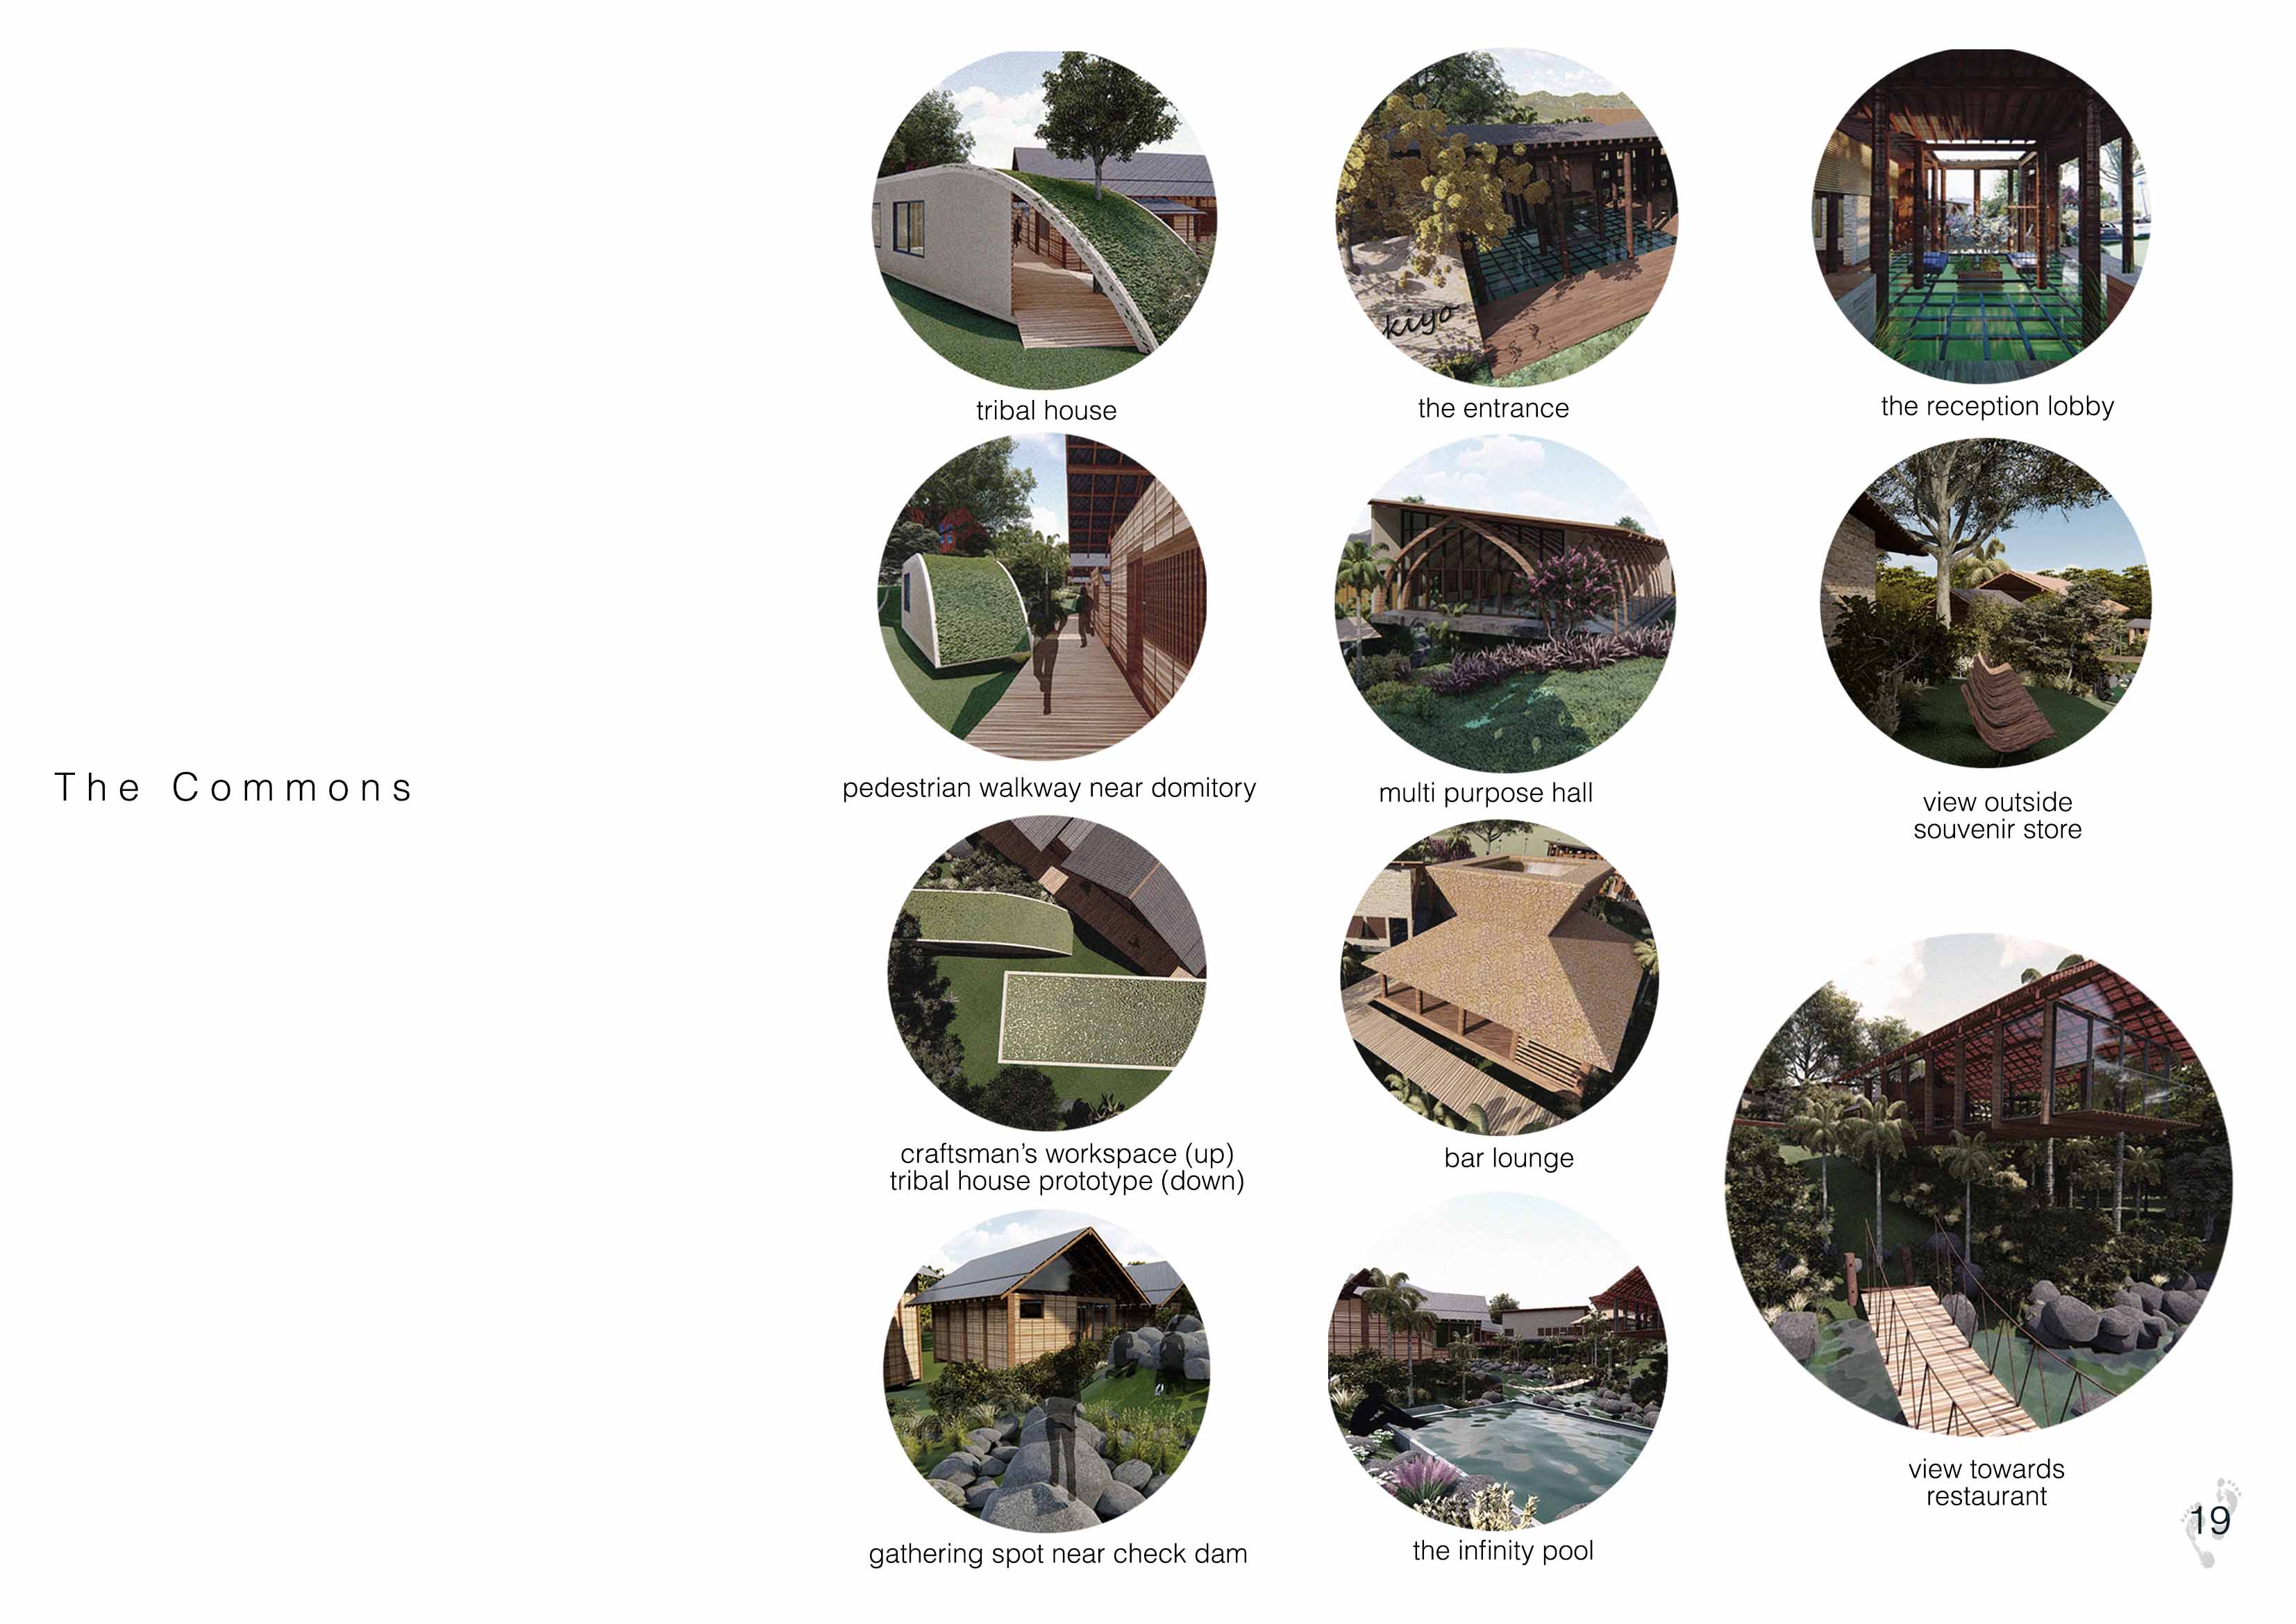 The Commons
tribal house
the entrance
kiyo
the reception lobby
pedestrian walkway near domitory
multi purpose hall
view outside
souvenir store
craftsman's workspace (up)
tribal house prototype (down)
bar lounge
gathering spot near check dam
the infinity pool
view towards
restaurant
19